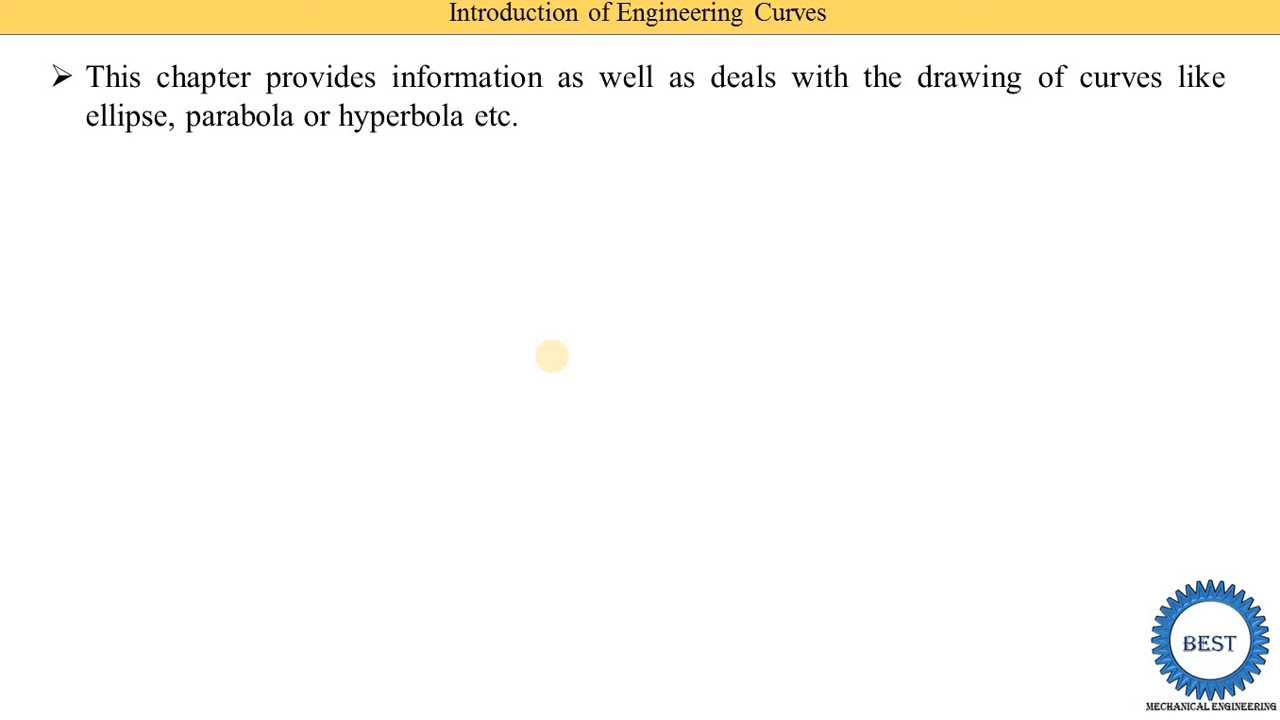 Introduction of Engineering Curves
➢ This chapter provides information as well as deals with the drawing of curves like
ellipse, parabola or hyperbola etc.
BEST
MECHANICAL ENGINEERING